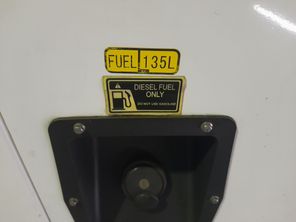 FUEL 135L
DIESEL FUEL
ONLY
DO NOT USE GASOLINE